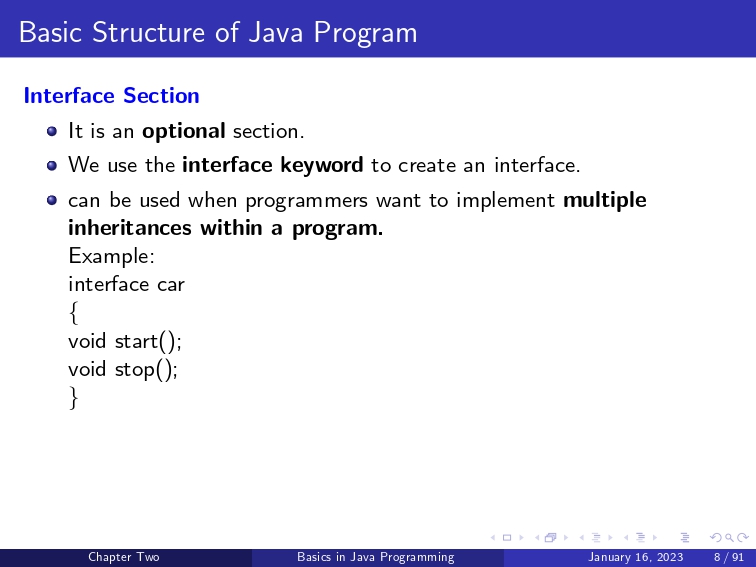 Basic Structure of Java Program
Interface Section
It is an optional section.
We use the interface keyword to create an interface.
can be used when programmers want to implement multiple
inheritances within a program.
Example:
interface car
{
void start();
void stop();
}
Chapter Two Basics in Java Programming January 16, 2023 8 / 91